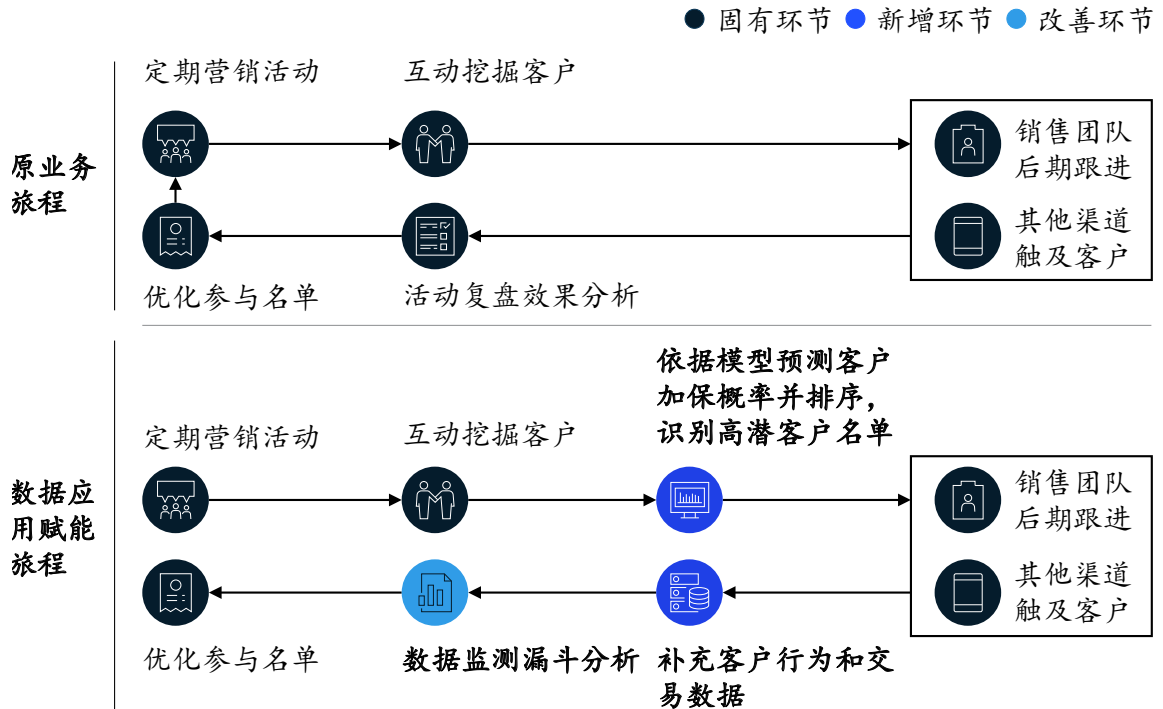 固有环节 新增环节 改善环节
原业务
旅程
定期营销活动
互动挖掘客户
销售团队
后期跟进
其他渠道
触及客户
优化参与名单
活动复盘效果分析
数据应
用赋能
旅程
定期营销活动
互动挖掘客户
依据模型预测客户
加保概率并排序,
识别高潜客户名单
销售团队
后期跟进
其他渠道
触及客户
优化参与名单
数据监测漏斗分析
补充客户行为和交
易数据